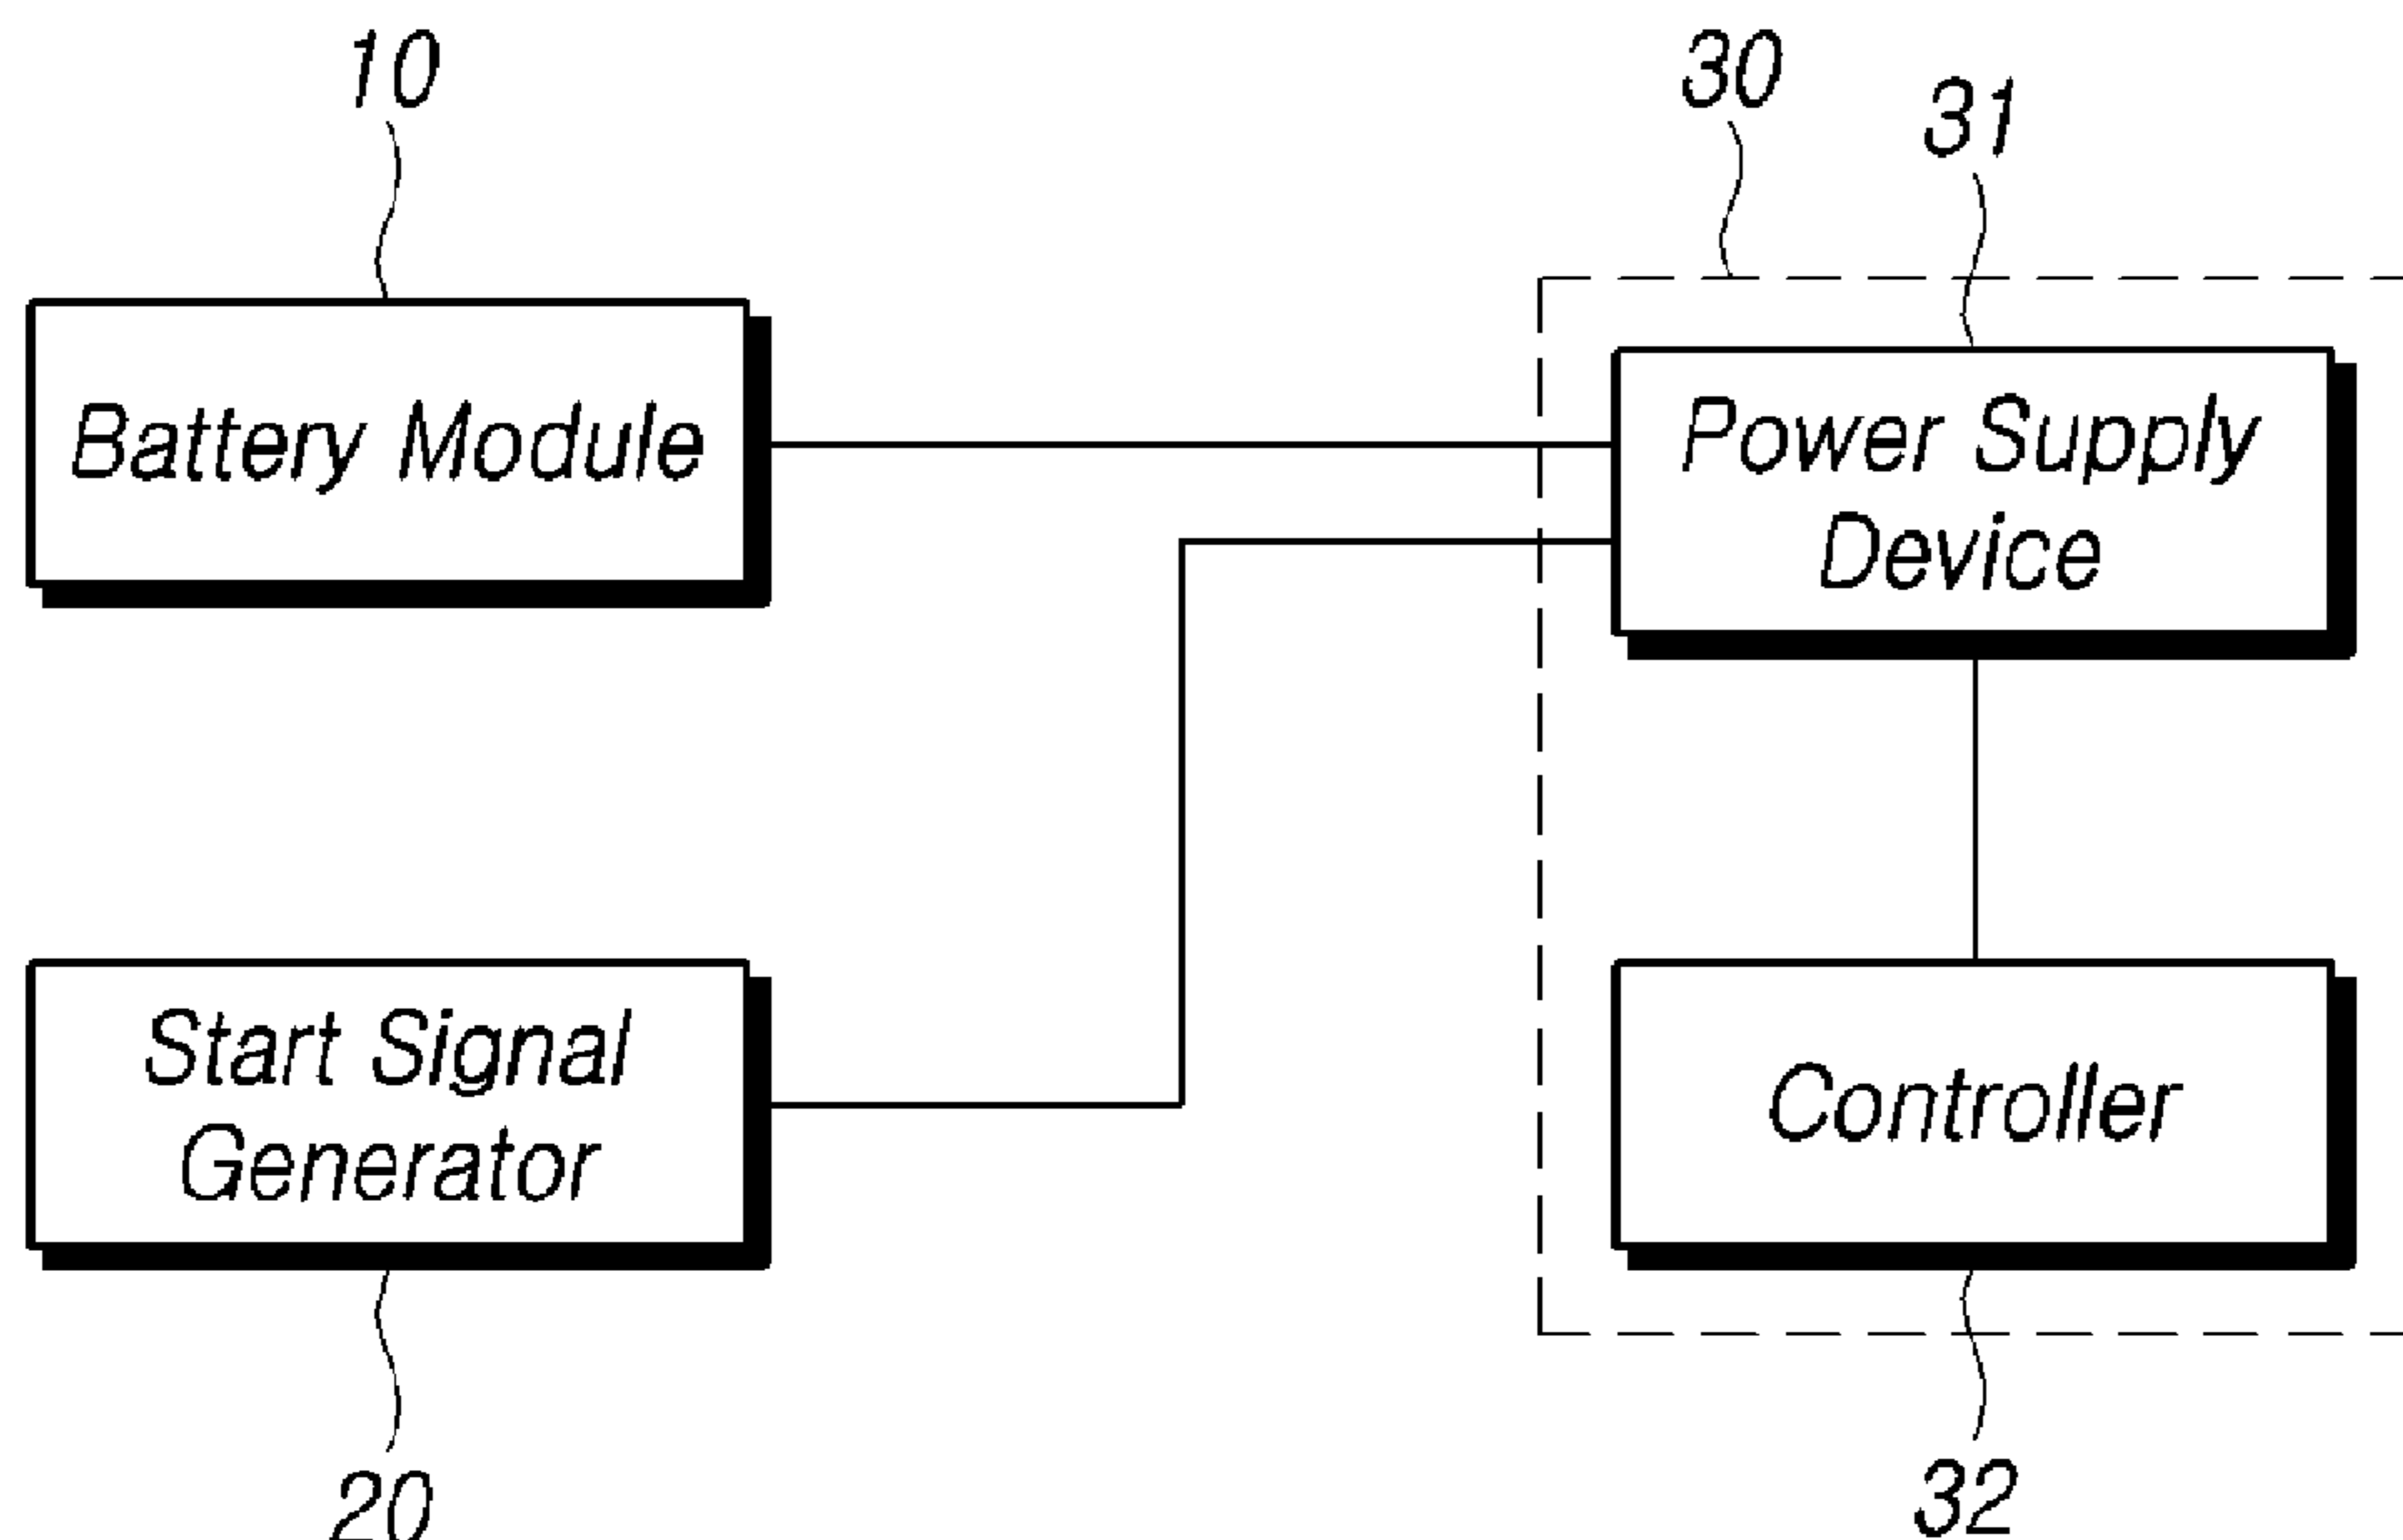 10
30
31
Battery Module
Power Supply
Device
Start Signal
Generator
Controller
20
32